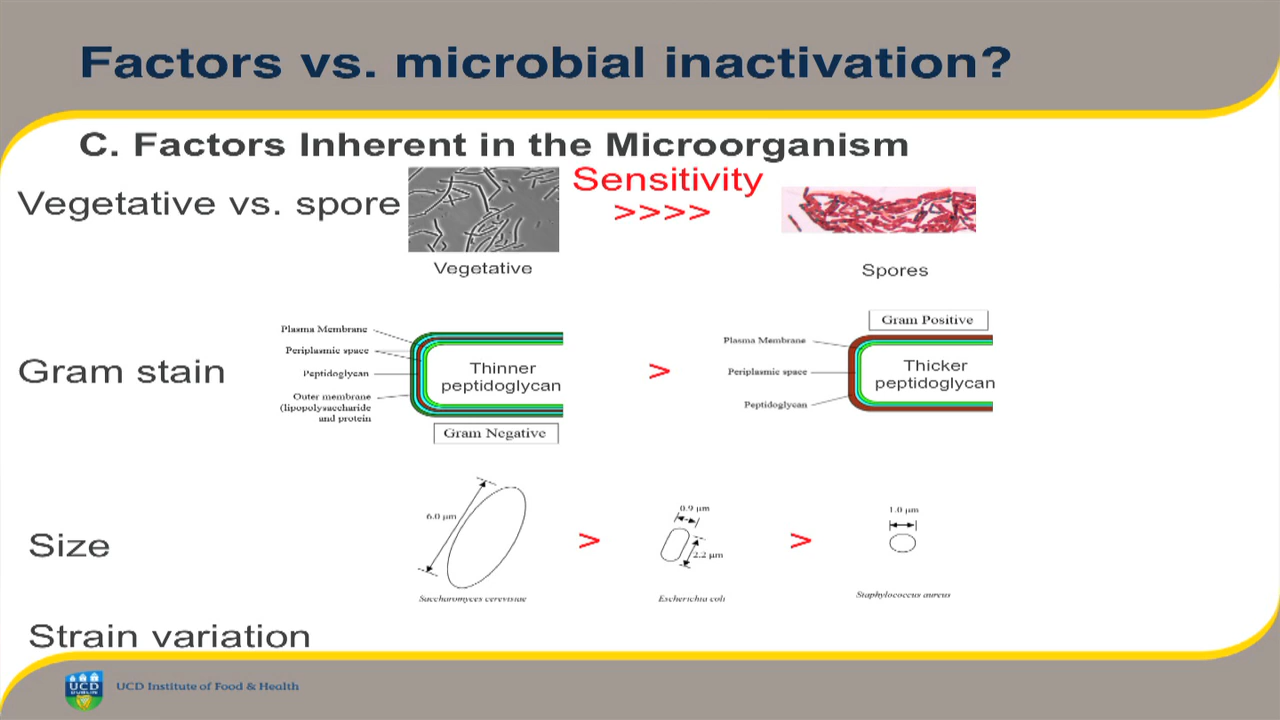 Factors vs. microbial inactivation?
C. Factors Inherent in the Microorganism
Vegetative vs. spore
Sensitivity
>>>>
Vegetative
Spores
Gram stain
Plasma Membrane
Periplasmic space
Peptidoglycan
Outer membrane
(lipopolysaccharide
and protein
Thinner
peptidoglycan
Gram Negative
>
Gram Positive
Plasma Membrane
Periplasmic space
Peptidoglycan
Thicker
peptidoglycan
Size
6.0 µm
Saccharomyces cerevisiae
>
0.9 µm
2.2 µm
Escherichia coli
>
1.0 µm
Staphylococcus aureus
Strain variation
UCD
DUBLIN
UCD Institute of Food & Health